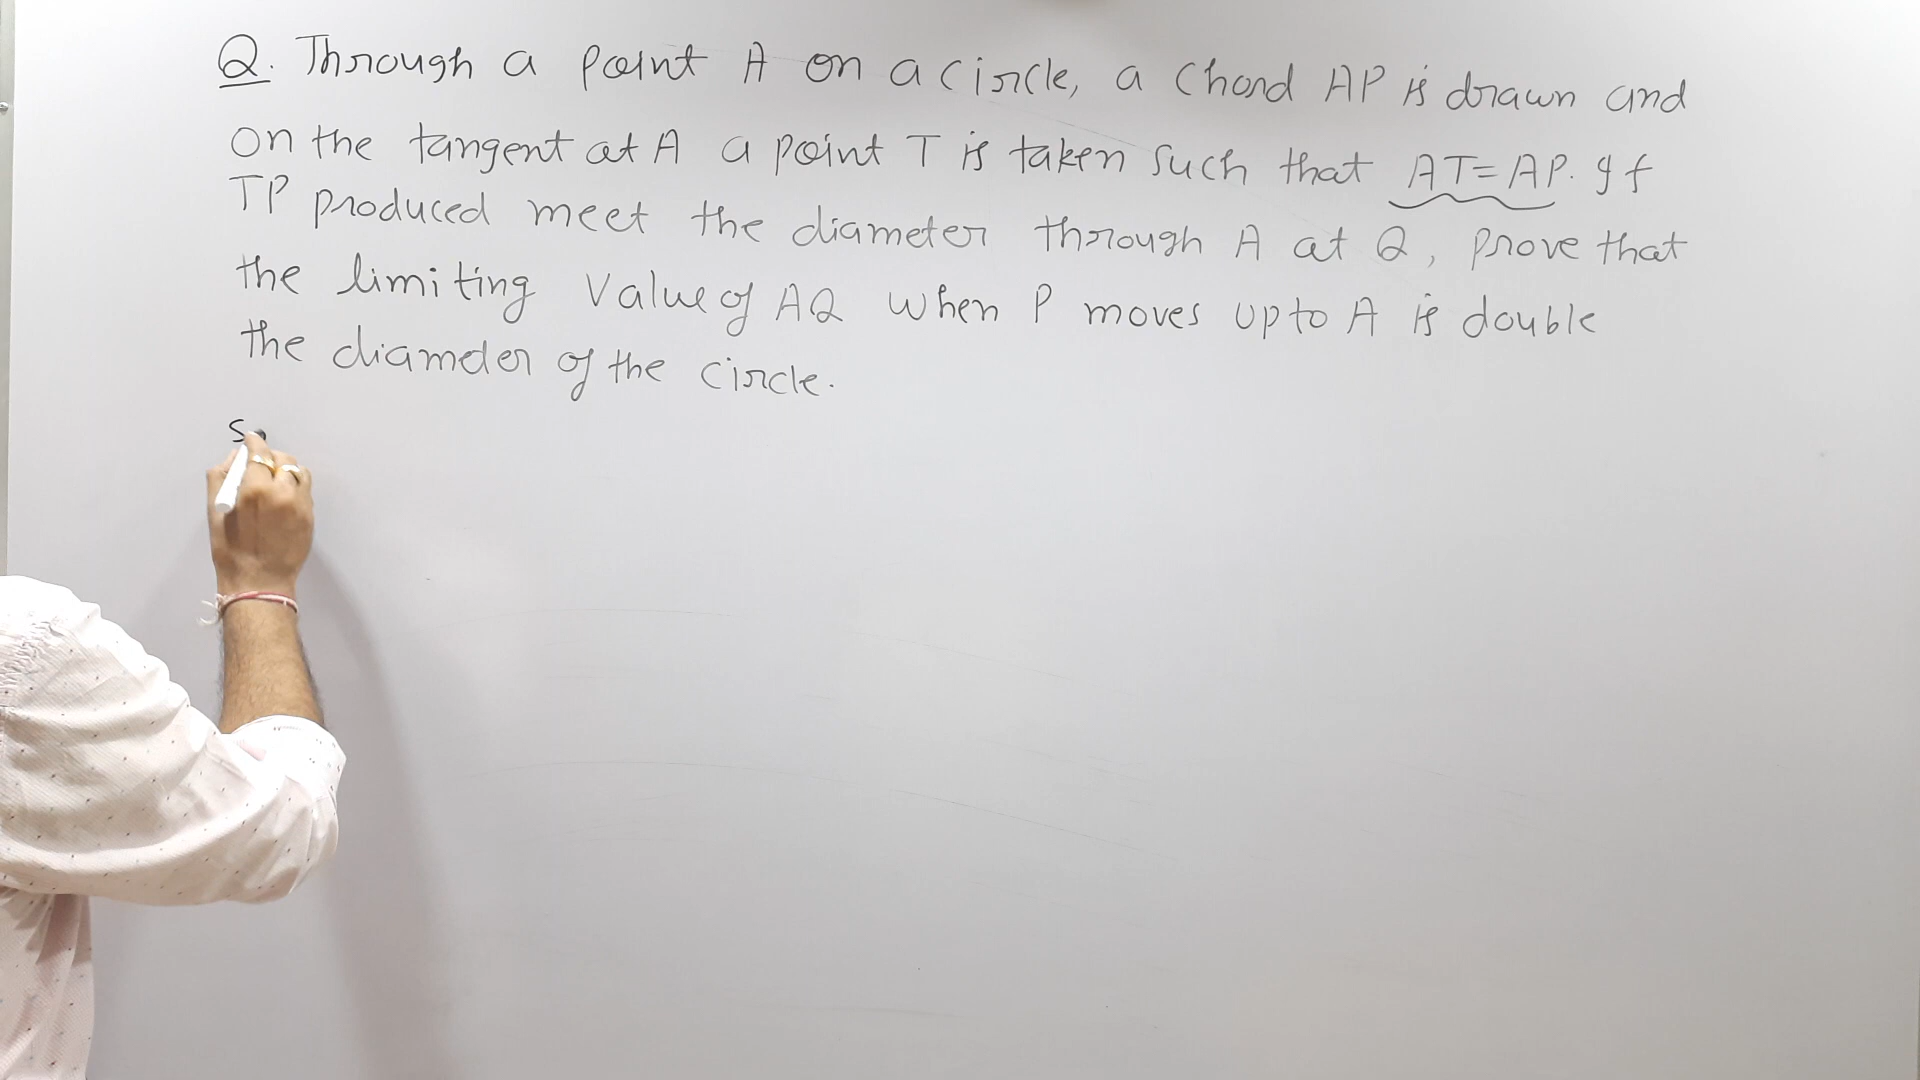 Q. Through a point A on a circle, a chord AP is drawn and
on the tangent at A a point T is taken such that AT=AP. If
TP produced meet the diameter through A at Q, prove that
the limiting value of AQ when P moves upto A is double
the diameter of the circle.
S